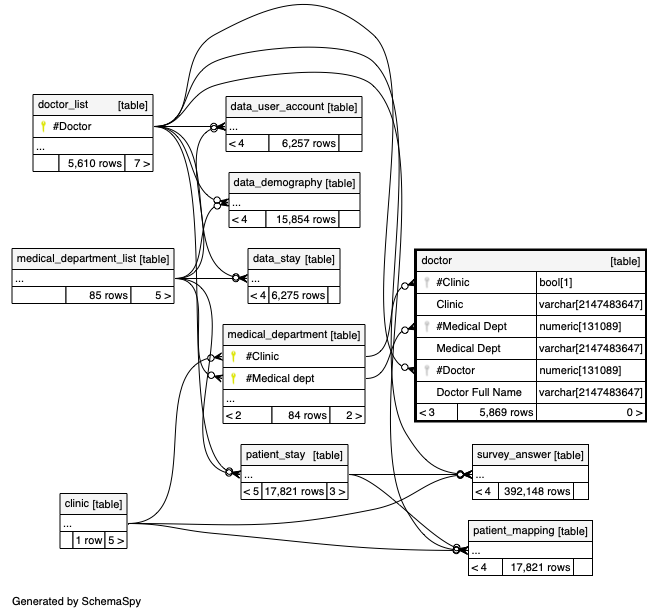 doctor_list [table]
#Doctor
...
5,610 rows 7 >
data_user_account [table]
...
< 4 6,257 rows
data_demography [table]
...
< 4 15,854 rows
medical_department_list [table]
...
85 rows 5 >
data_stay [table]
...
< 4 6,275 rows
doctor [table]
#Clinic bool[1]
Clinic varchar[2147483647]
#Medical Dept numeric[131089]
Medical Dept varchar[2147483647]
#Doctor numeric[131089]
Doctor Full Name varchar[2147483647]
< 3 5,869 rows 0 >
medical_department [table]
#Clinic
#Medical dept
...
< 2 84 rows 2 >
patient_stay [table]
...
< 5 17,821 rows 3 >
survey_answer [table]
...
< 4 392,148 rows
clinic [table]
...
1 row 5 >
patient_mapping [table]
...
< 4 17,821 rows
Generated by SchemaSpy